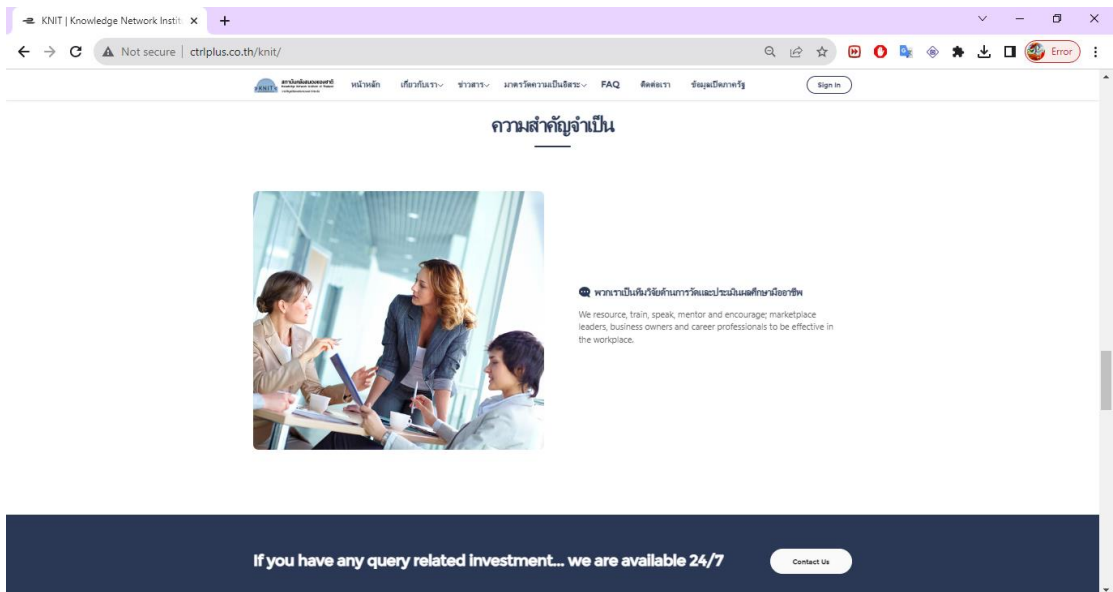 KNIT | Knowledge Network Instit
Not secure | ctrlplus.co.th/knit/
Error
KNIT หน้าหลัก เกี่ยวกับเรา ข่าวสาร มาตรวัดความเป็นอิสระ FAQ ติดต่อเรา ข้อมูลเปิดภาครัฐ Sign In
ความสำคัญจำเป็น
พวกเราเป็นทีมวิจัยด้านการวัดและประเมินผลศึกษามืออาชีพ
We resource, train, speak, mentor and encourage; marketplace
leaders, business owners and career professionals to be effective in
the workplace.
If you have any query related investment... we are available 24/7
Contact Us